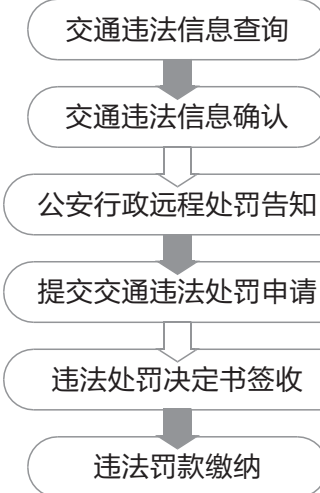 交通违法信息查询
交通违法信息确认
公安行政远程处罚告知
提交交通违法处罚申请
违法处罚决定书签收
违法罚款缴纳